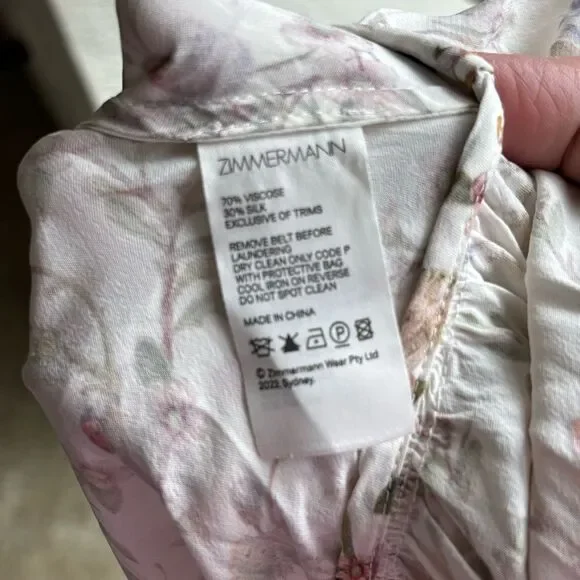 ZIMMERMANN
70% VISCOSE
30% SILK
EXCLUSIVE OF TRIMS
REMOVE BELT BEFORE
LAUNDERING
DRY CLEAN ONLY CODE P
WITH PROTECTIVE BAG
COOL IRON ON REVERSE
DO NOT SPOT CLEAN
MADE IN CHINA
P
© Zimmermann Wear Pty Ltd
2022, Sydney.